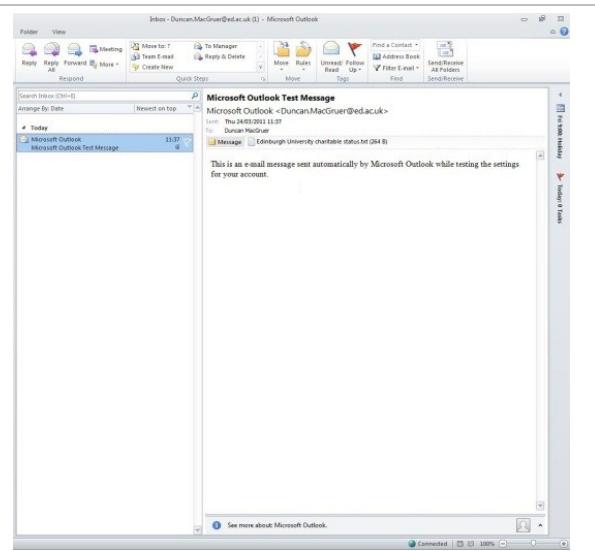 Inbox - Duncan.MacGruer@ed.ac.uk (1) - Microsoft Outlook
Folder View
Reply Reply All Forward Meeting More
Move to: ? To Manager
Team E-mail Reply & Delete
Create New
Move Rules Unread/ Read Follow Up
Find a Contact
Address Book
Filter E-mail
Send/Receive All Folders
Respond Quick Steps Move Tags Find Send/Receive
Search Inbox (Ctrl+E)
Arrange By: Date Newest on top
Today
Microsoft Outlook 11:37
Microsoft Outlook Test Message
Microsoft Outlook Test Message
Microsoft Outlook <Duncan.MacGruer@ed.ac.uk>
Sent: Thu 24/03/2011 11:37
To: Duncan MacGruer
Message Edinburgh University charitable status.txt (264 B)
This is an e-mail message sent automatically by Microsoft Outlook while testing the settings
for your account.
Fri 9:00: Holiday
Today: 0 Tasks
See more about: Microsoft Outlook.
Connected 100%